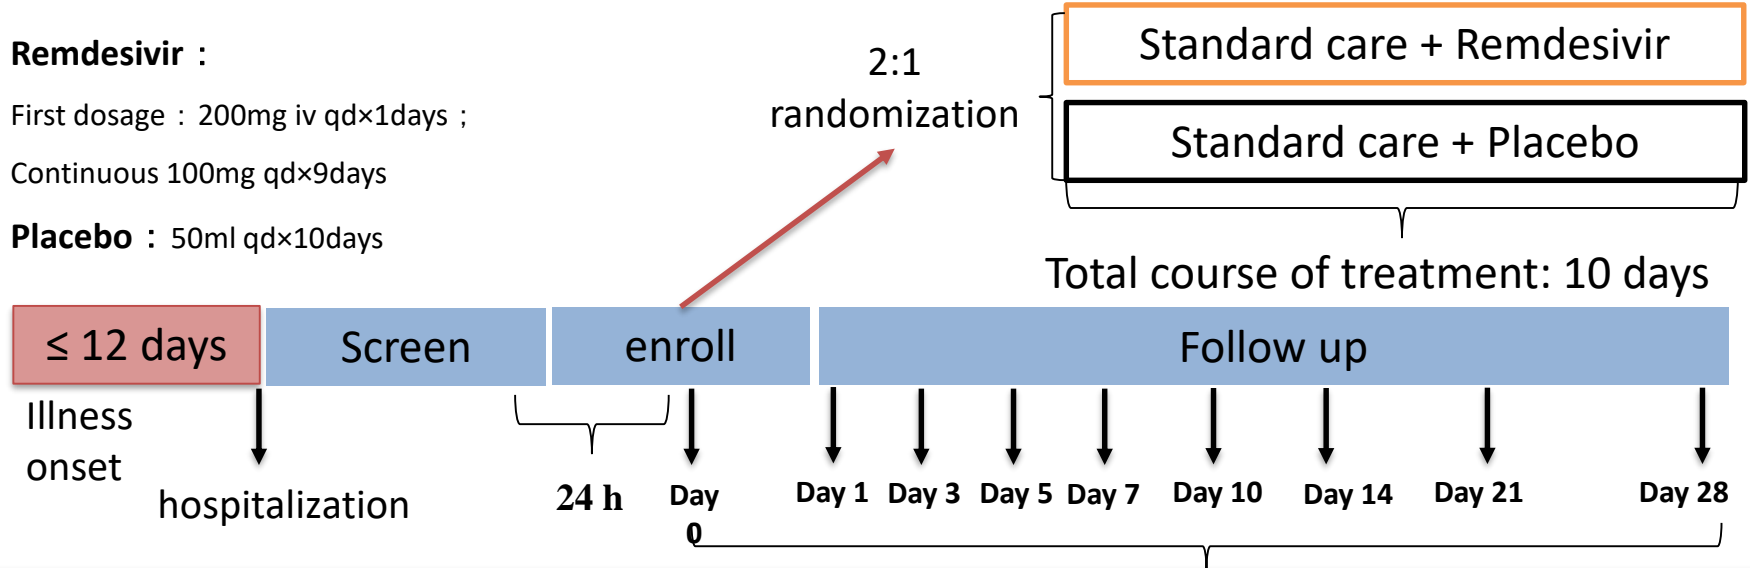 Remdesivir：
First dosage：200mg iv qd×1days；
Continuous 100mg qd×9days
Placebo：50ml qd×10days
2:1
randomization
Standard care + Remdesivir
Standard care + Placebo
Total course of treatment: 10 days
≤ 12 days
Screen
enroll
Follow up
Illness
onset
hospitalization
24 h
Day
0
Day 1
Day 3
Day 5
Day 7
Day 10
Day 14
Day 21
Day 28